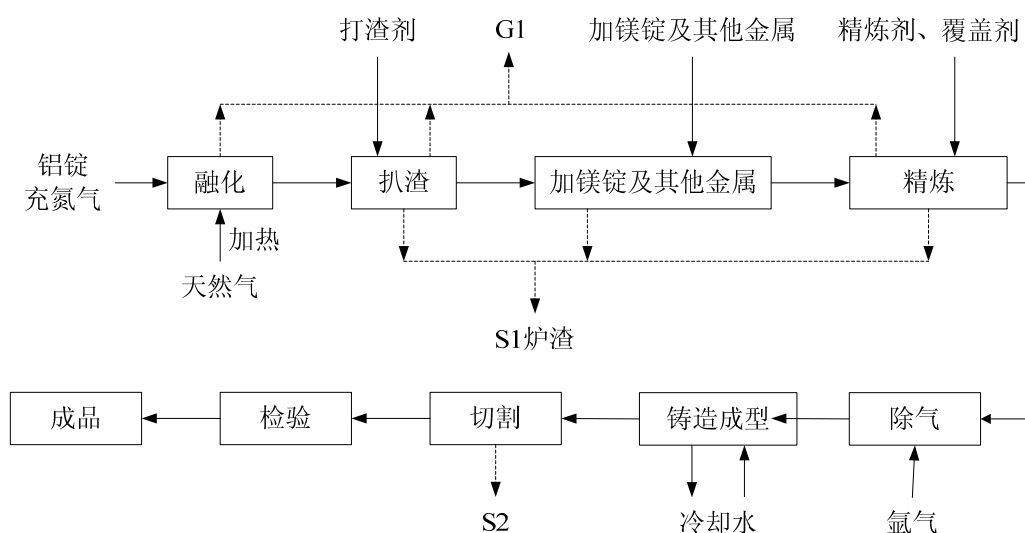 打渣剂
G1
加镁锭及其他金属
精炼剂、覆盖剂
铝锭
充氮气
融化
扒渣
加镁锭及其他金属
精炼
加热
天然气
S1炉渣
成品
检验
切割
铸造成型
除气
S2
冷却水
氩气